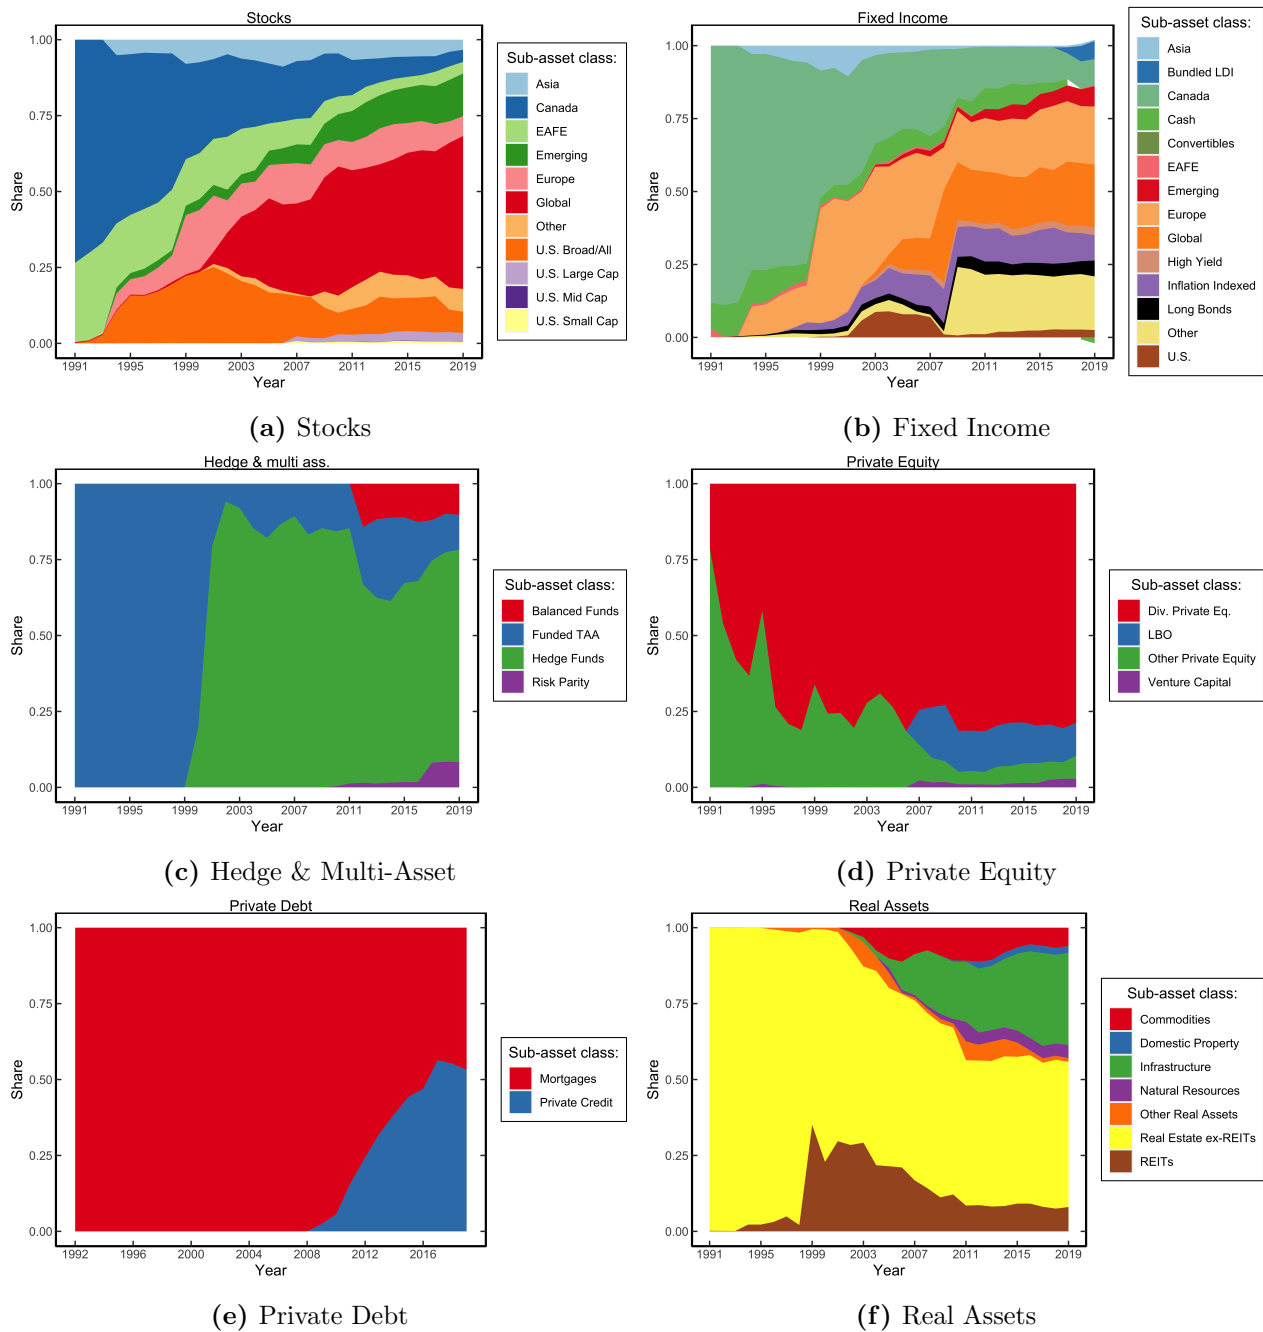 Stocks
1.00
0.75
0.50
0.25
0.00
Share
1991 1995 1999 2003 2007 2011 2015 2019
Year
Sub-asset class:
Asia
Canada
EAFE
Emerging
Europe
Global
Other
U.S. Broad/All
U.S. Large Cap
U.S. Mid Cap
U.S. Small Cap
(a) Stocks
Fixed Income
1.00
0.75
0.50
0.25
0.00
Share
1991 1995 1999 2003 2007 2011 2015 2019
Year
Sub-asset class:
Asia
Bundled LDI
Canada
Cash
Convertibles
EAFE
Emerging
Europe
Global
High Yield
Inflation Indexed
Long Bonds
Other
U.S.
(b) Fixed Income
Hedge & multi ass.
1.00
0.75
0.50
0.25
0.00
Share
1991 1995 1999 2003 2007 2011 2015 2019
Year
Sub-asset class:
Balanced Funds
Funded TAA
Hedge Funds
Risk Parity
(c) Hedge & Multi-Asset
Private Equity
1.00
0.75
0.50
0.25
0.00
Share
1991 1995 1999 2003 2007 2011 2015 2019
Year
Sub-asset class:
Div. Private Eq.
LBO
Other Private Equity
Venture Capital
(d) Private Equity
Private Debt
1.00
0.75
0.50
0.25
0.00
Share
1992 1996 2000 2004 2008 2012 2016
Year
Sub-asset class:
Mortgages
Private Credit
(e) Private Debt
Real Assets
1.00
0.75
0.50
0.25
0.00
Share
1991 1995 1999 2003 2007 2011 2015 2019
Year
Sub-asset class:
Commodities
Domestic Property
Infrastructure
Natural Resources
Other Real Assets
Real Estate ex-REITs
REITs
(f) Real Assets